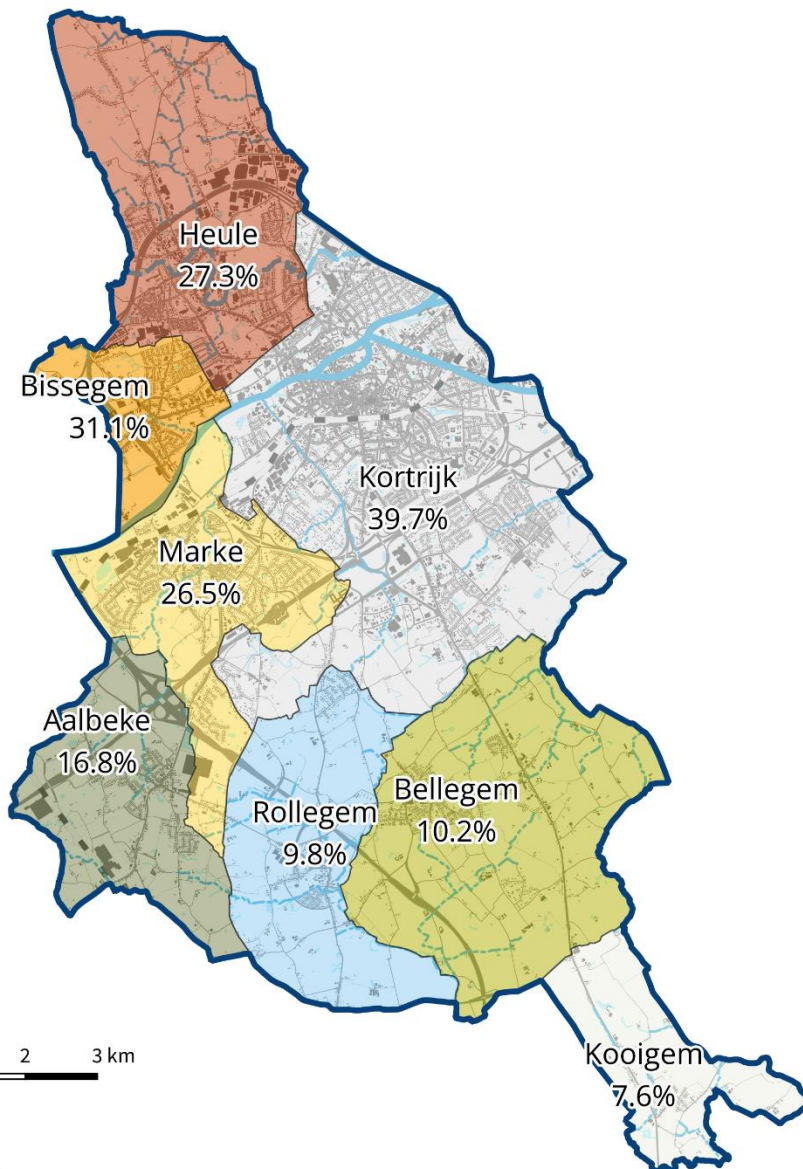 Heule
27.3%
Bissegem
31.1%
Kortrijk
39.7%
Marke
26.5%
Aalbeke
16.8%
Rollegem
9.8%
Bellegem
10.2%
2 3 km
Kooigem
7.6%